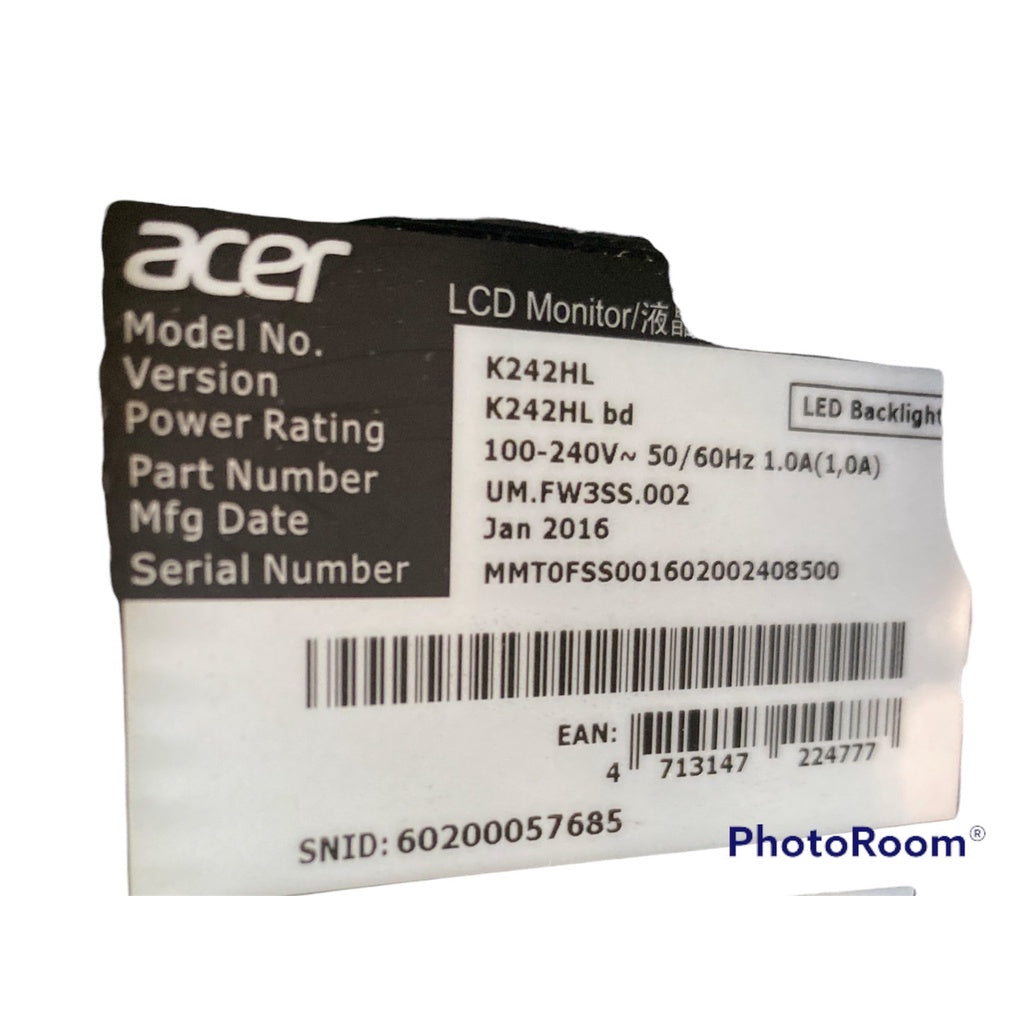 acer
LCD Monitor/液晶
Model No. K242HL
Version K242HL bd
LED Backlight
Power Rating 100-240V~ 50/60Hz 1.0A(1,0A)
Part Number UM.FW3SS.002
Mfg Date Jan 2016
Serial Number MMT0FSS001602002408500
EAN:
4 713147 224777
SNID: 60200057685
PhotoRoom®